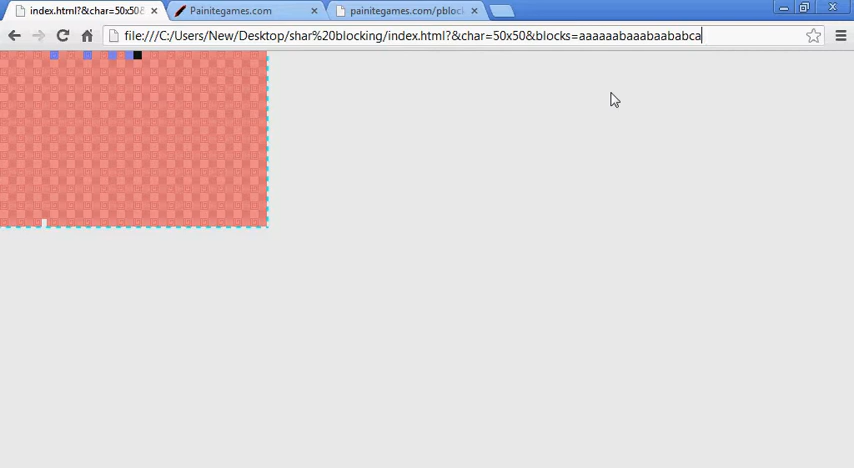 index.html?&char=50x50&
Painitegames.com
painitegames.com/pblock
file:///C:/Users/New/Desktop/shar%20blocking/index.html?&char=50x50&blocks=aaaaaabaaabaababca